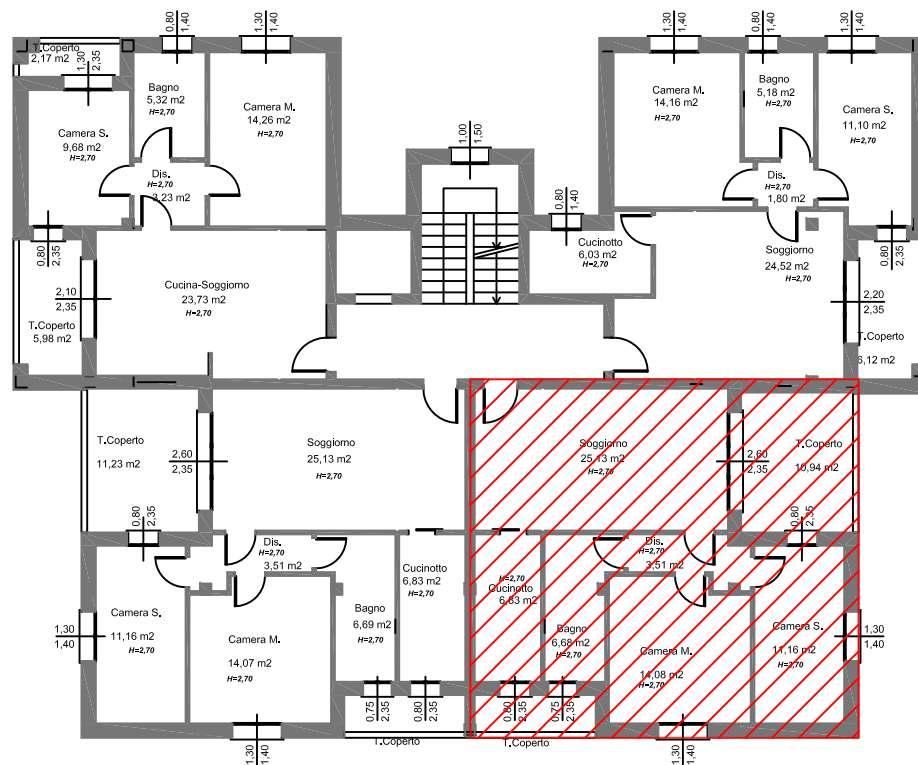 0,80
1,40
1,30
1,40
T.Coperto
2,17 m2
1,30
2,35
Bagno
5,32 m2
H=2,70
Camera M.
14,26 m2
H=2,70
Camera S.
9,68 m2
H=2,70
Dis.
H=2,70
3,23 m2
0,80
2,35
2,10
2,35
T.Coperto
5,98 m2
Cucina-Soggiorno
23,73 m2
H=2,70
1,00
1,50
0,80
1,40
Cucinotto
6,03 m2
H=2,70
1,30
1,40
0,80
1,40
1,30
1,40
Camera M.
14,16 m2
H=2,70
Bagno
5,18 m2
H=2,70
Camera S.
11,10 m2
H=2,70
Dis.
H=2,70
1,80 m2
Soggiorno
24,52 m2
H=2,70
0,80
2,35
2,20
2,35
T.Coperto
6,12 m2
T.Coperto
11,23 m2
2,60
2,35
0,80
2,35
Soggiorno
25,13 m2
H=2,70
Dis.
H=2,70
3,51 m2
Cucinotto
6,83 m2
H=2,70
Bagno
6,69 m2
H=2,70
Camera S.
11,16 m2
H=2,70
1,30
1,40
Camera M.
14,07 m2
H=2,70
1,30
1,40
0,75
2,35
0,80
2,35
T.Coperto
Soggiorno
25,13 m2
H=2,70
2,60
2,35
T.Coperto
10,94 m2
0,80
2,35
Dis.
H=2,70
3,51 m2
H=2,70
Cucinotto
6,83 m2
Bagno
6,68 m2
H=2,70
Camera M.
14,08 m2
H=2,70
Camera S.
11,16 m2
H=2,70
1,30
1,40
0,80
2,35
0,75
2,35
T.Coperto
1,30
1,40